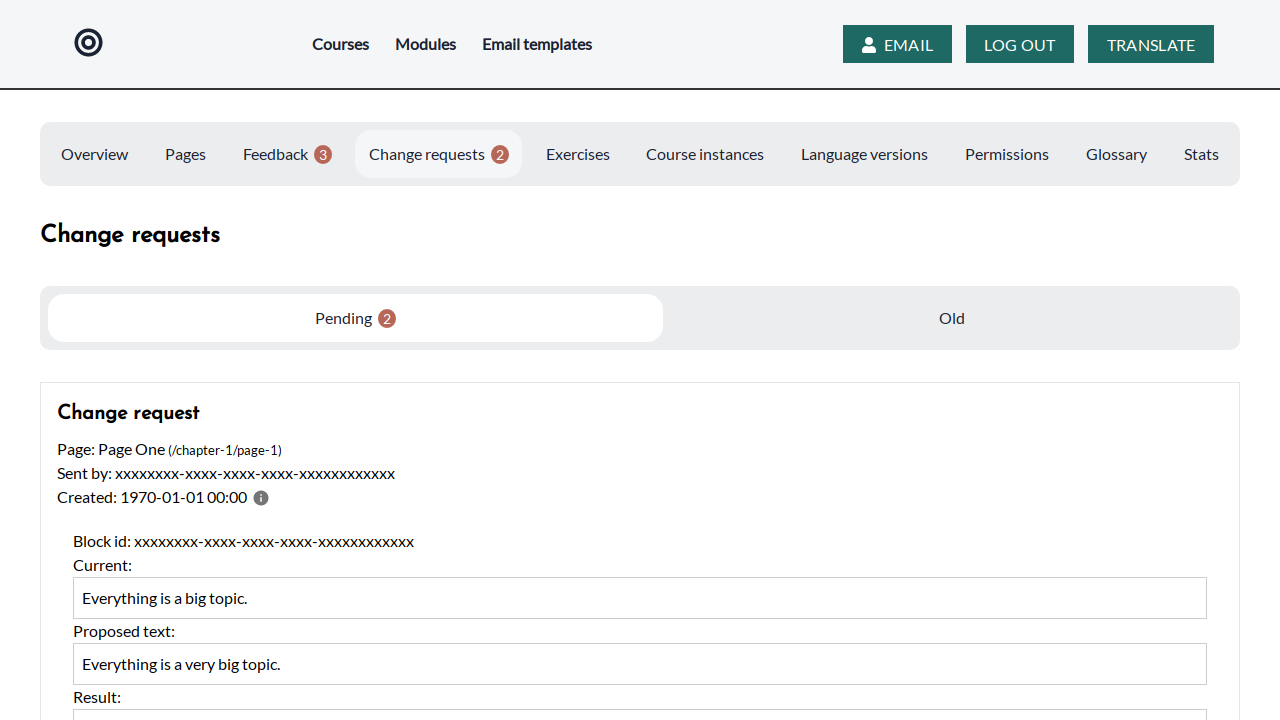 Courses Modules Email templates EMAIL LOG OUT TRANSLATE
Overview Pages Feedback 3 Change requests 2 Exercises Course instances Language versions Permissions Glossary Stats
Change requests
Pending 2 Old
Change request
Page: Page One (/chapter-1/page-1)
Sent by: xxxxxxxx-xxxx-xxxx-xxxx-xxxxxxxxxxxx
Created: 1970-01-01 00:00
Block id: xxxxxxxx-xxxx-xxxx-xxxx-xxxxxxxxxxxx
Current:
Everything is a big topic.
Proposed text:
Everything is a very big topic.
Result: